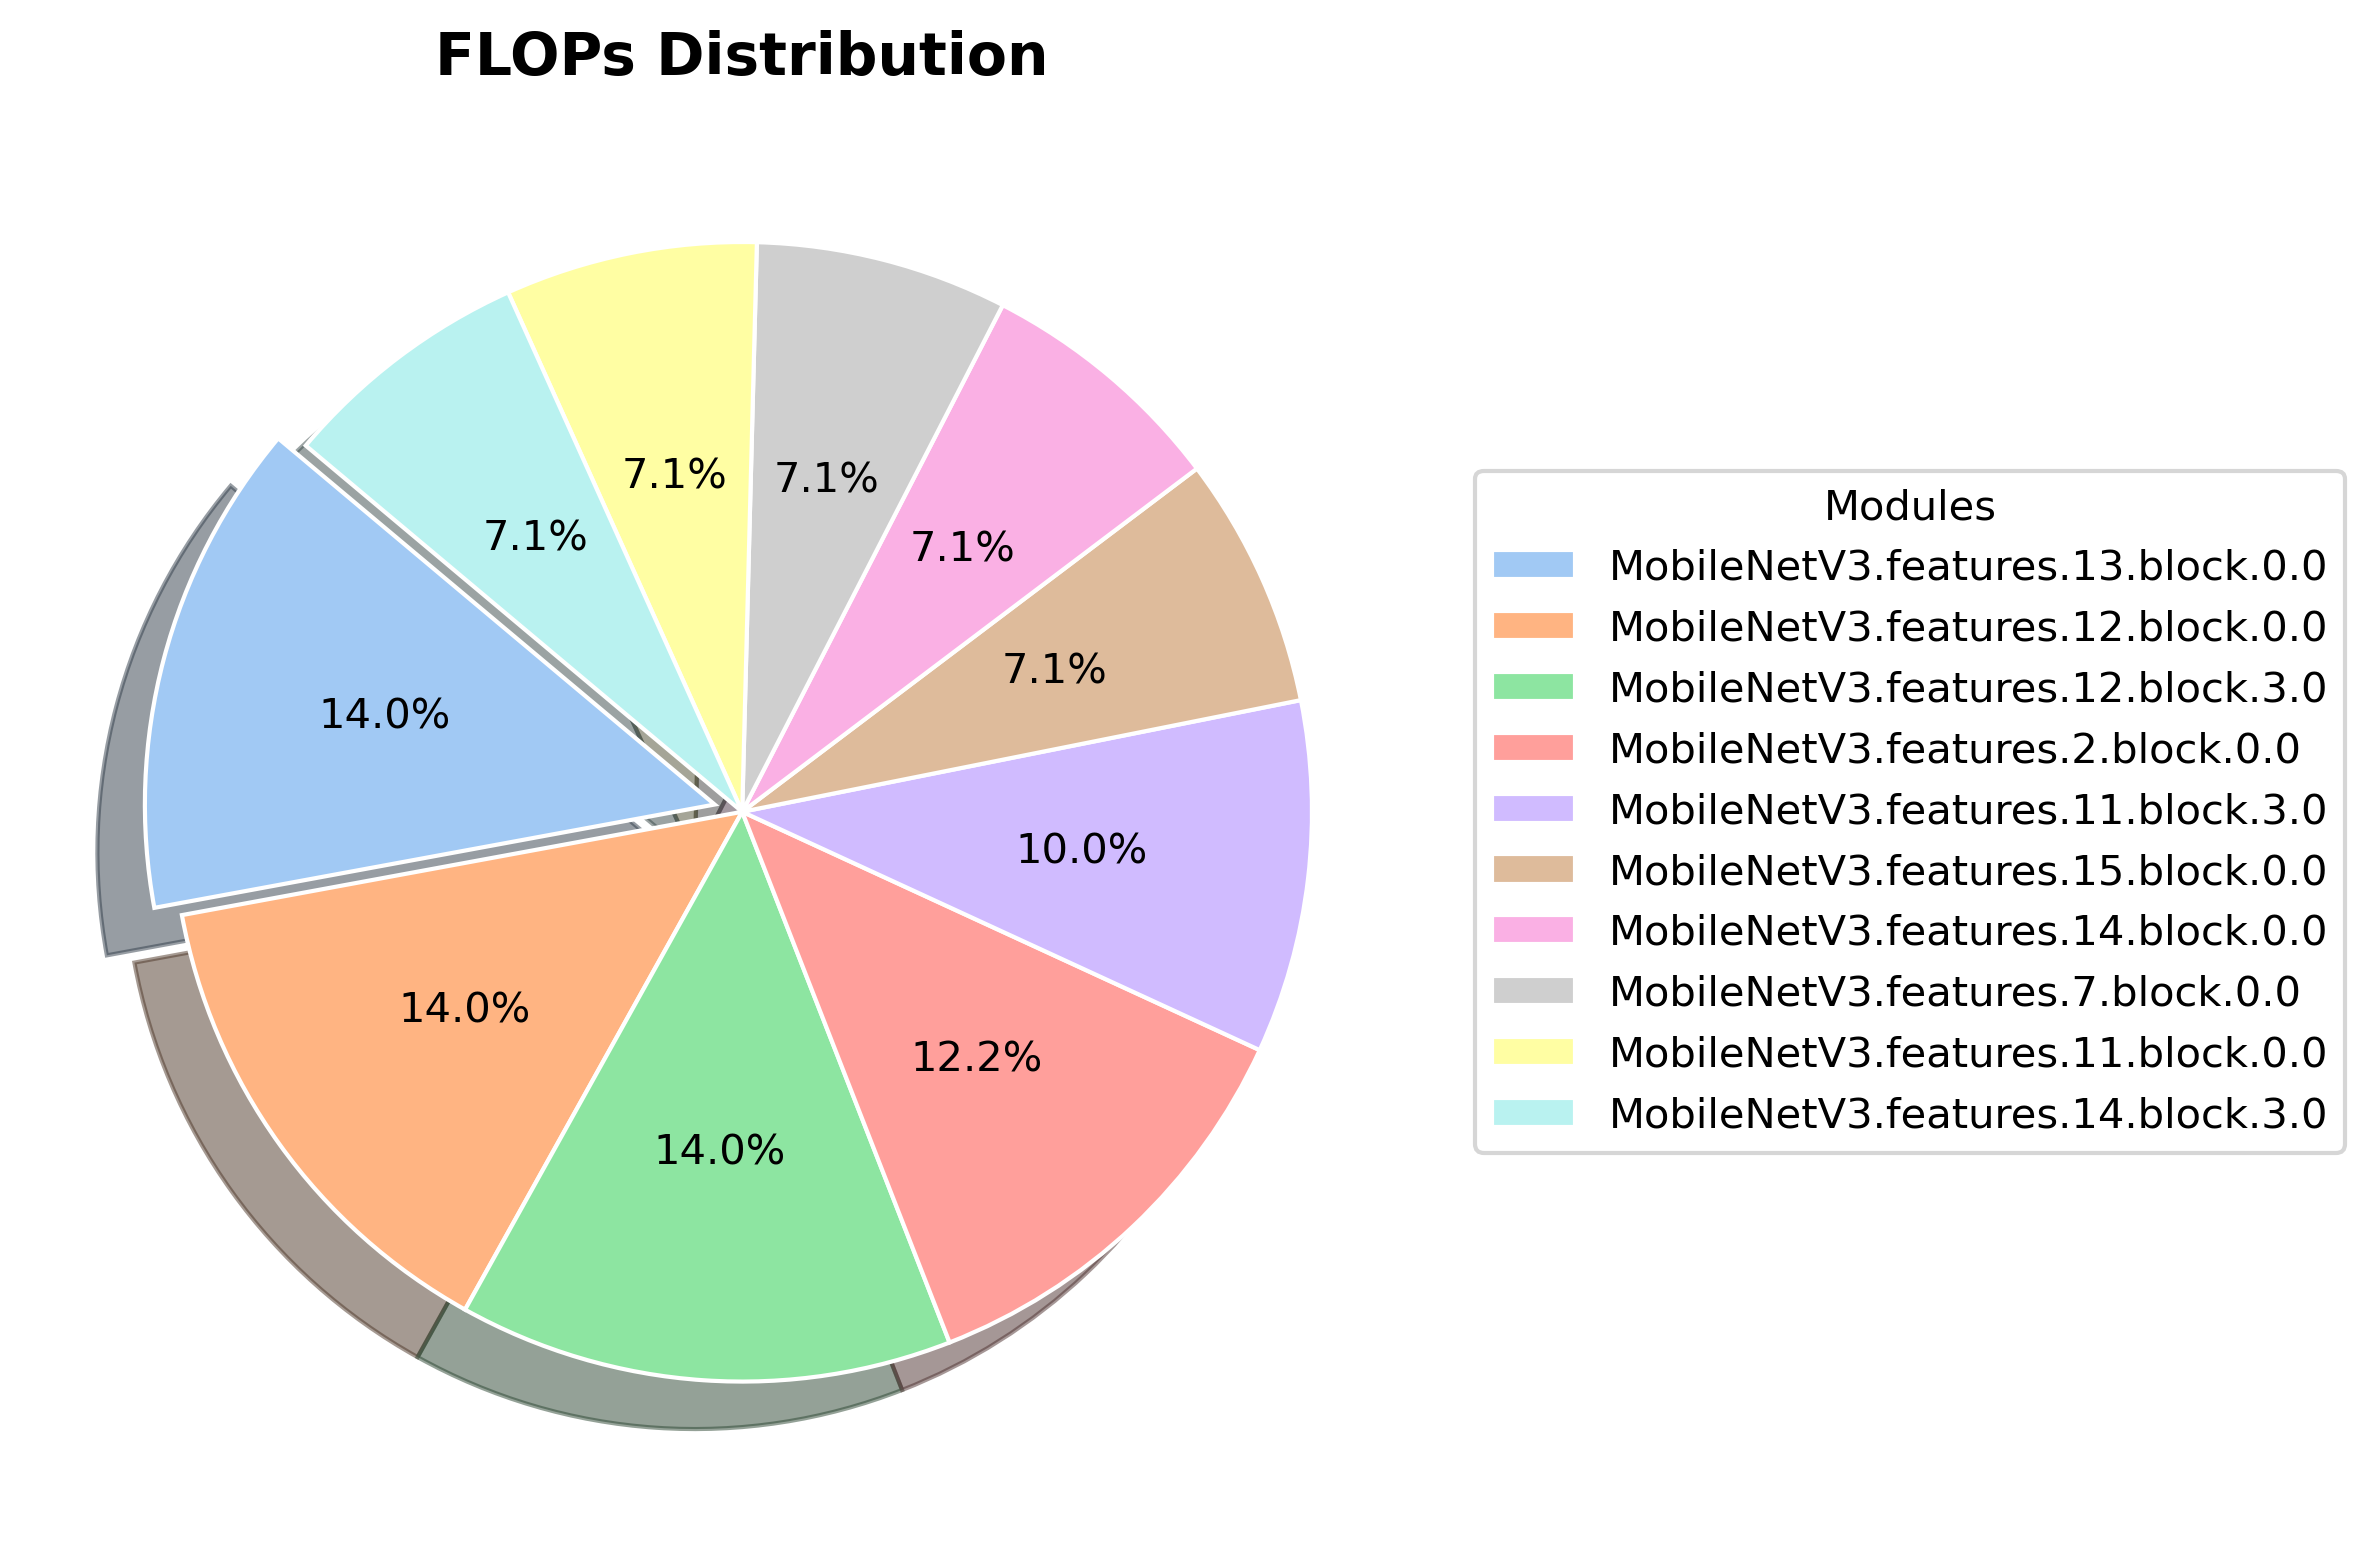 FLOPs Distribution
7.1%
7.1%
7.1%
7.1%
7.1%
14.0%
10.0%
14.0%
12.2%
14.0%
Modules
MobileNetV3.features.13.block.0.0
MobileNetV3.features.12.block.0.0
MobileNetV3.features.12.block.3.0
MobileNetV3.features.2.block.0.0
MobileNetV3.features.11.block.3.0
MobileNetV3.features.15.block.0.0
MobileNetV3.features.14.block.0.0
MobileNetV3.features.7.block.0.0
MobileNetV3.features.11.block.0.0
MobileNetV3.features.14.block.3.0